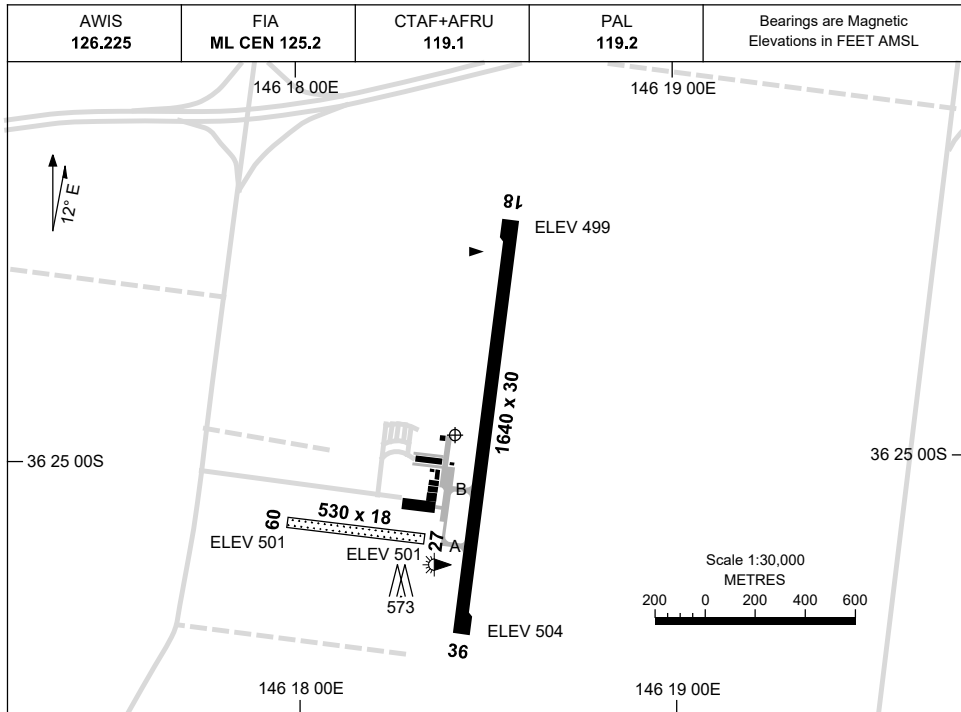 AWIS
126.225
FIA
ML CEN 125.2
CTAF+AFRU
119.1
PAL
119.2
Bearings are Magnetic
Elevations in FEET AMSL
146 18 00E
146 19 00E
12° E
18
ELEV 499
1640 x 30
36 25 00S
36 25 00S
B
530 x 18
09
27
A
ELEV 501
ELEV 501
573
Scale 1:30,000
METRES
200 0 200 400 600
ELEV 504
36
146 18 00E
146 19 00E